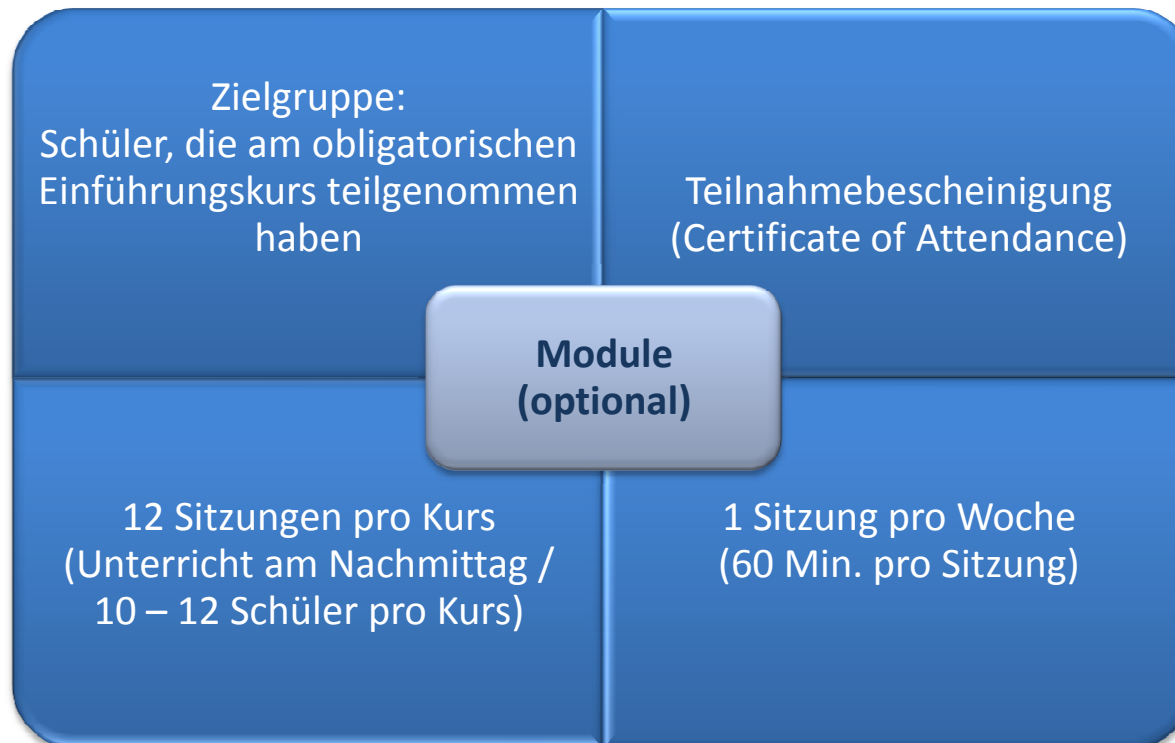 Zielgruppe:
Schüler, die am obligatorischen
Einführungskurs teilgenommen
haben
Teilnahmebescheinigung
(Certificate of Attendance)
Module
(optional)
12 Sitzungen pro Kurs
(Unterricht am Nachmittag /
10 – 12 Schüler pro Kurs)
1 Sitzung pro Woche
(60 Min. pro Sitzung)